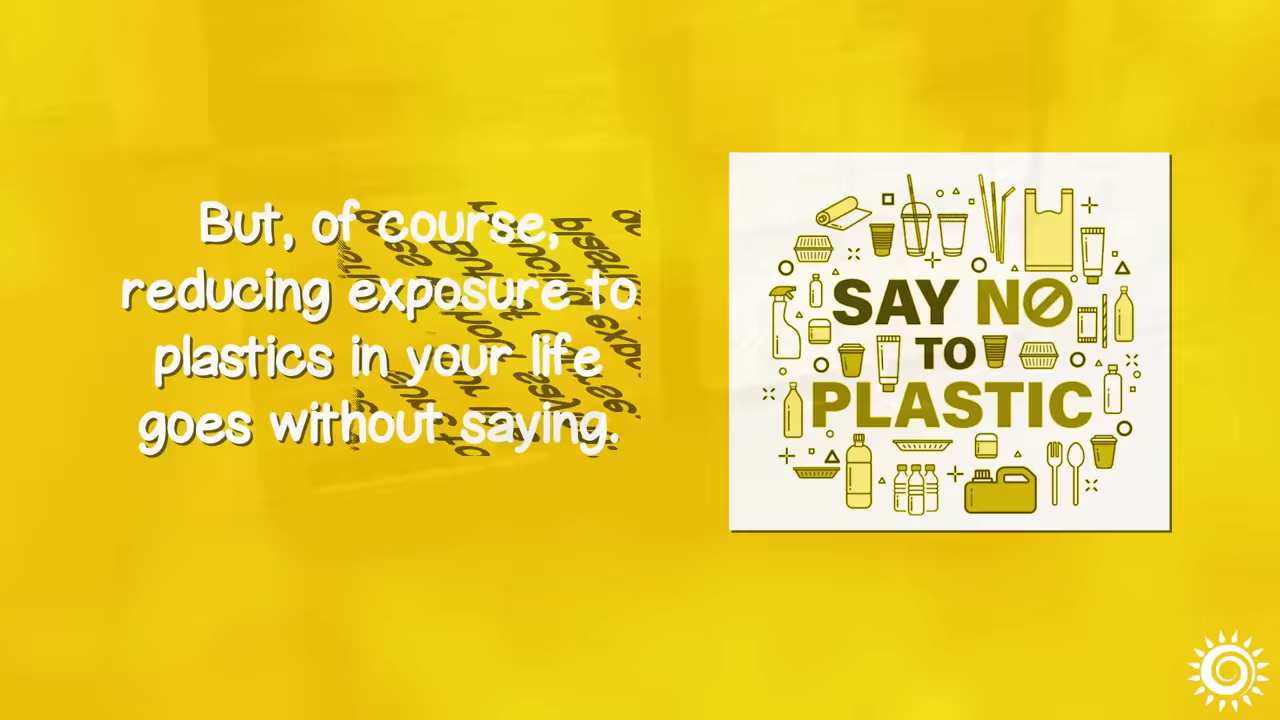 But, of course,
reducing exposure to
plastics in your life
goes without saying.
SAY NO
TO
PLASTIC